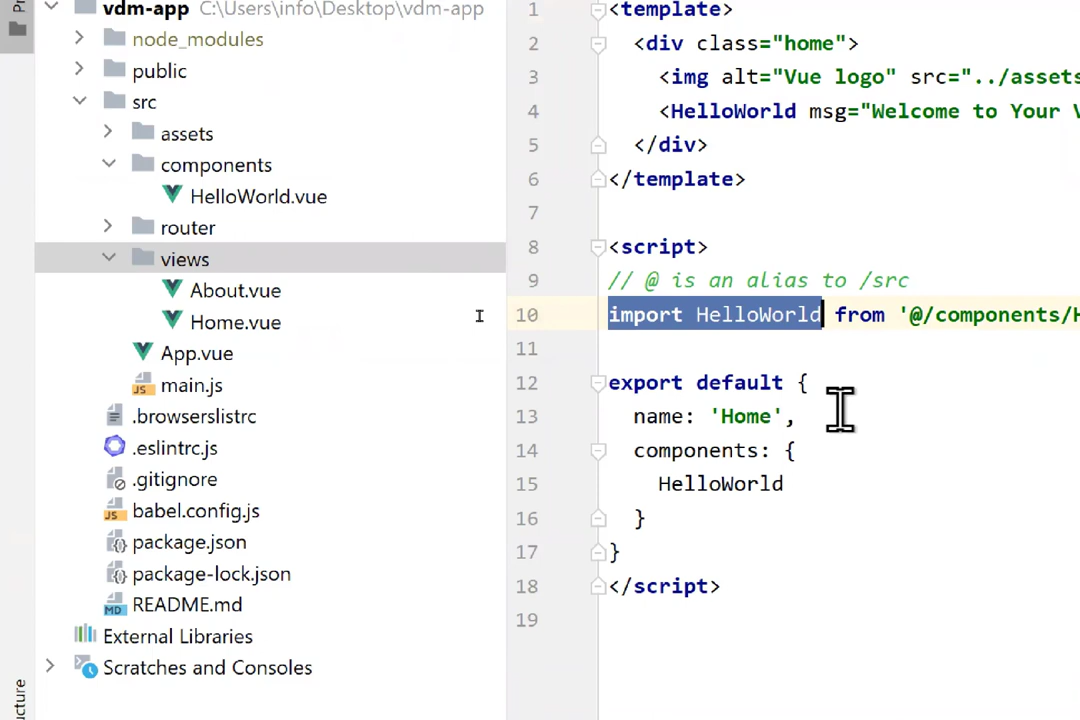 vdm-app C:\Users\info\Desktop\vdm-app
node_modules
public
src
assets
components
HelloWorld.vue
router
views
About.vue
Home.vue
App.vue
main.js
.browserslistrc
.eslintrc.js
.gitignore
babel.config.js
package.json
package-lock.json
README.md
External Libraries
Scratches and Consoles
ucture
1 <template>
2 <div class="home">
3 <img alt="Vue logo" src="../assets
4 <HelloWorld msg="Welcome to Your
5 </div>
6 </template>
7
8 <script>
9 // @ is an alias to /src
10 import HelloWorld from '@/components/H
11
12 export default {
13 name: 'Home',
14 components: {
15 HelloWorld
16 }
17 }
18 </script>
19